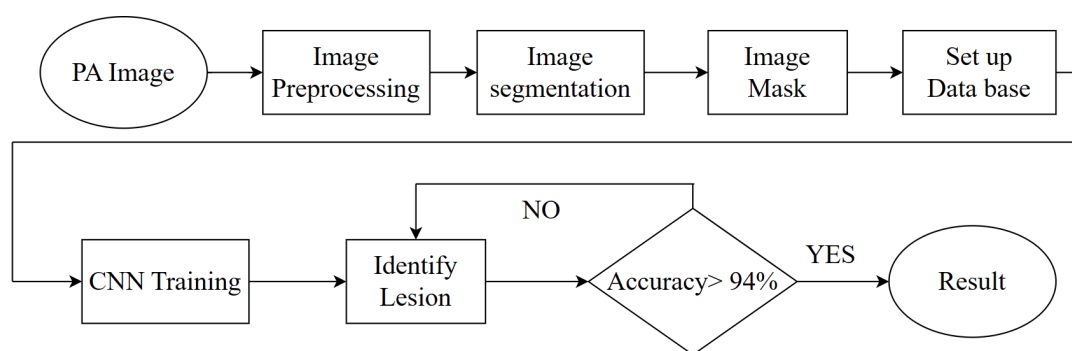 PA Image
Image
Preprocessing
Image
segmentation
Image
Mask
Set up
Data base
NO
YES
CNN Training
Identify
Lesion
Accuracy> 94%
Result